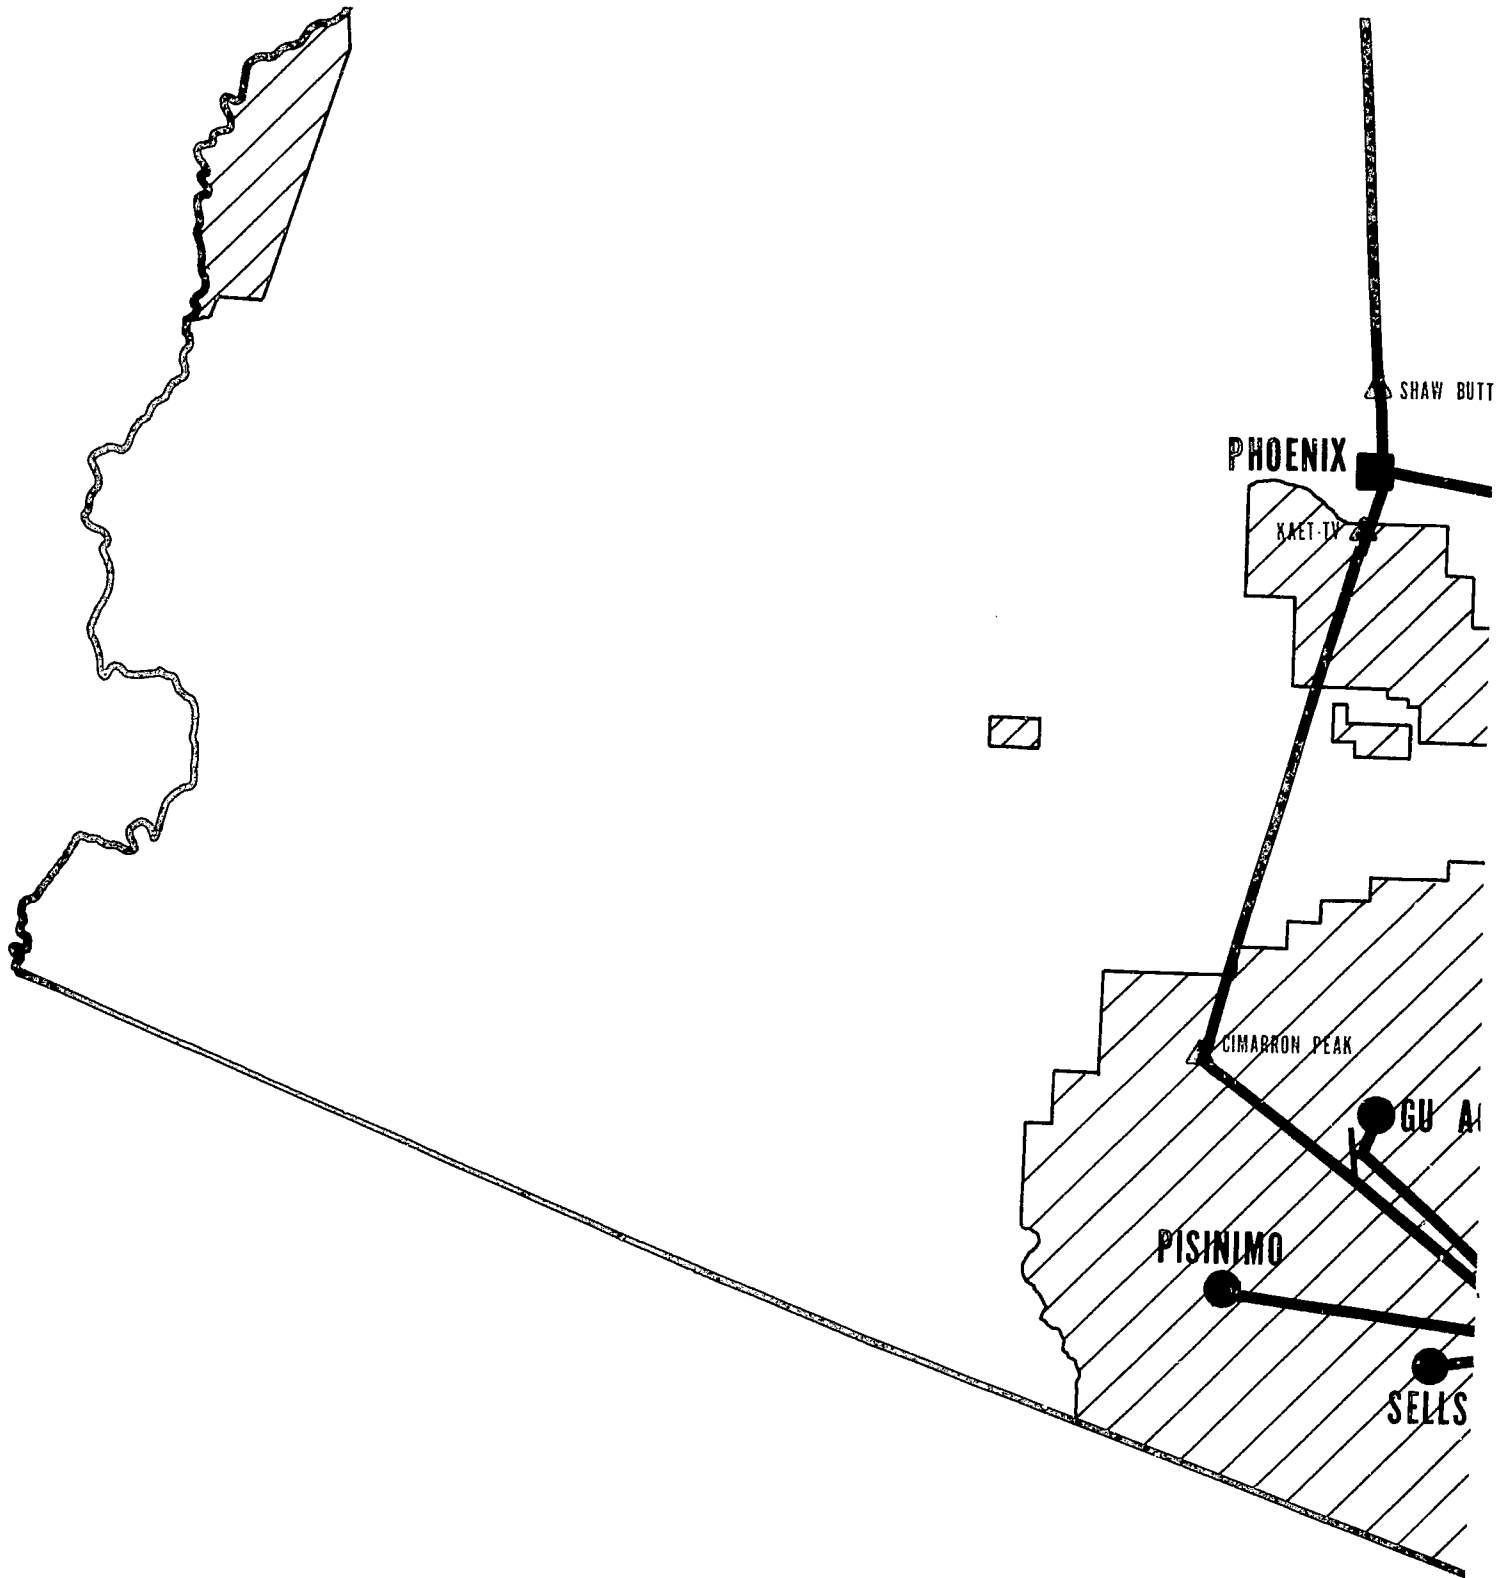 SHAW BUTT
PHOENIX
KAET-TV
CIMARRON PEAK
GU
PISINIMO
SELLS